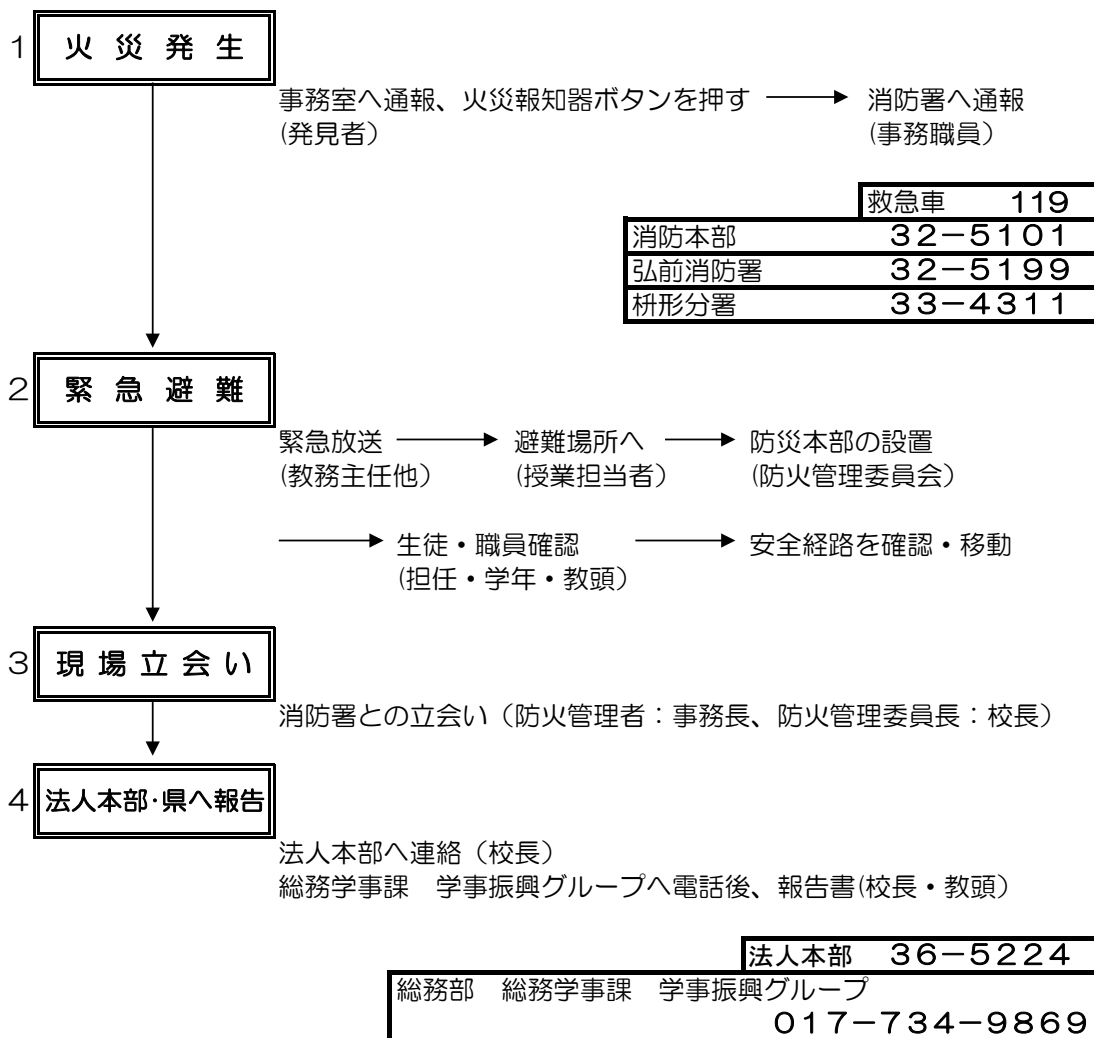 1 火災発生
事務室へ通報、火災報知器ボタンを押す → 消防署へ通報
(発見者) (事務職員)
救急車 119
消防本部 32－5101
弘前消防署 32－5199
枡形分署 33－4311
2 緊急避難
緊急放送 → 避難場所へ → 防災本部の設置
(教務主任他) (授業担当者) (防火管理委員会)
→ 生徒・職員確認 → 安全経路を確認・移動
(担任・学年・教頭)
3 現場立会い
消防署との立会い（防火管理者：事務長、防火管理委員長：校長）
4 法人本部･県へ報告
法人本部へ連絡（校長）
総務学事課　学事振興グループへ電話後、報告書(校長・教頭）
法人本部 36－5224
総務部　総務学事課　学事振興グループ
017－734－9869